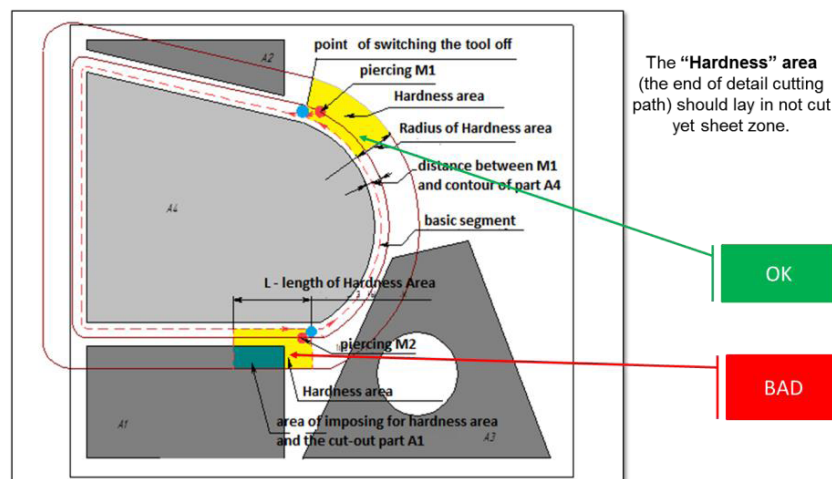 point of switching the tool off
A2
piercing M1
Hardness area
Radius of Hardness area
distance between M1
and contour of part A4
A4
basic segment
L - length of Hardness Area
piercing M2
Hardness area
area of imposing for hardness area
and the cut-out part A1
A1
A3
The “Hardness” area
(the end of detail cutting
path) should lay in not cut
yet sheet zone.
OK
BAD